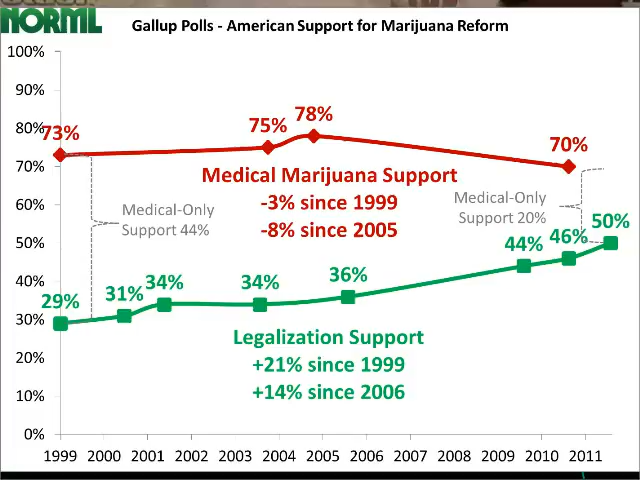 NORML
Gallup Polls - American Support for Marijuana Reform
100%
90%
80%
70%
60%
50%
40%
30%
20%
10%
0%
73%
75%
78%
70%
Medical Marijuana Support
-3% since 1999
-8% since 2005
Medical-Only
Support 44%
Medical-Only
Support 20%
29%
31%
34%
34%
36%
44%
46%
50%
Legalization Support
+21% since 1999
+14% since 2006
1999 2000 2001 2002 2003 2004 2005 2006 2007 2008 2009 2010 2011